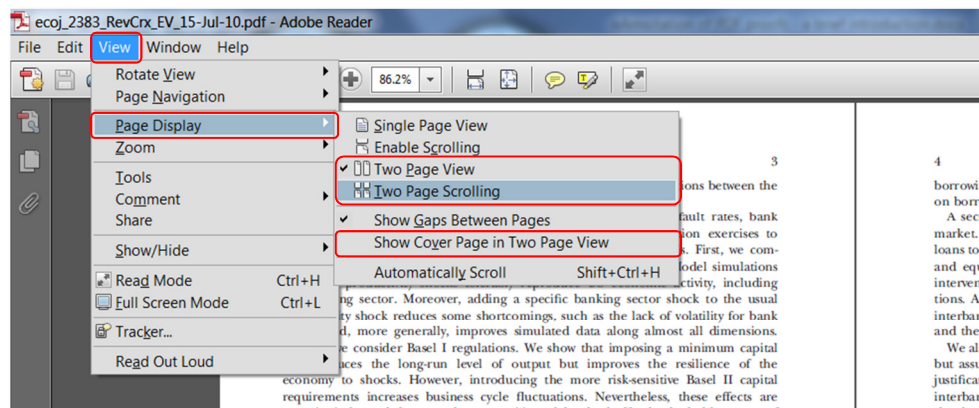 ecoj_2383_RevCrx_EV_15-Jul-10.pdf - Adobe Reader
File Edit View Window Help
86.2%
Rotate View
Page Navigation
Page Display
Zoom
Tools
Comment
Share
Show/Hide
Read Mode Ctrl+H
Full Screen Mode Ctrl+L
Tracker...
Read Out Loud
Single Page View
Enable Scrolling
Two Page View
Two Page Scrolling
Show Gaps Between Pages
Show Cover Page in Two Page View
Automatically Scroll Shift+Ctrl+H
3
ions between the
fault rates, bank
ion exercises to
s. First, we com-
odel simulations
activity, including
ng sector. Moreover, adding a specific banking sector shock to the usual
ty shock reduces some shortcomings, such as the lack of volatility for bank
d, more generally, improves simulated data along almost all dimensions.
e consider Basel I regulations. We show that imposing a minimum capital
uces the long-run level of output but improves the resilience of the
economy to shocks. However, introducing the more risk-sensitive Basel II capital
requirements increases business cycle fluctuations. Nevertheless, these effects are
4
borrowi
on borr
A sec
market.
loans to
and equ
interven
tions. A
interban
and the
We al
but assu
justifica
interban